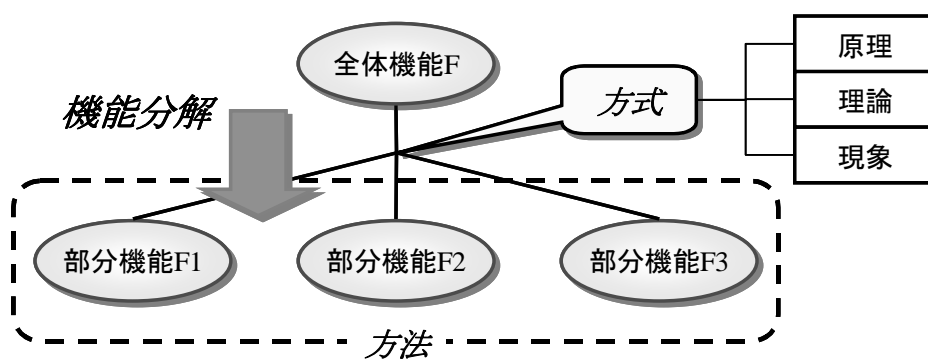 全体機能F
機能分解
方式
原理
理論
現象
部分機能F1
部分機能F2
部分機能F3
方法